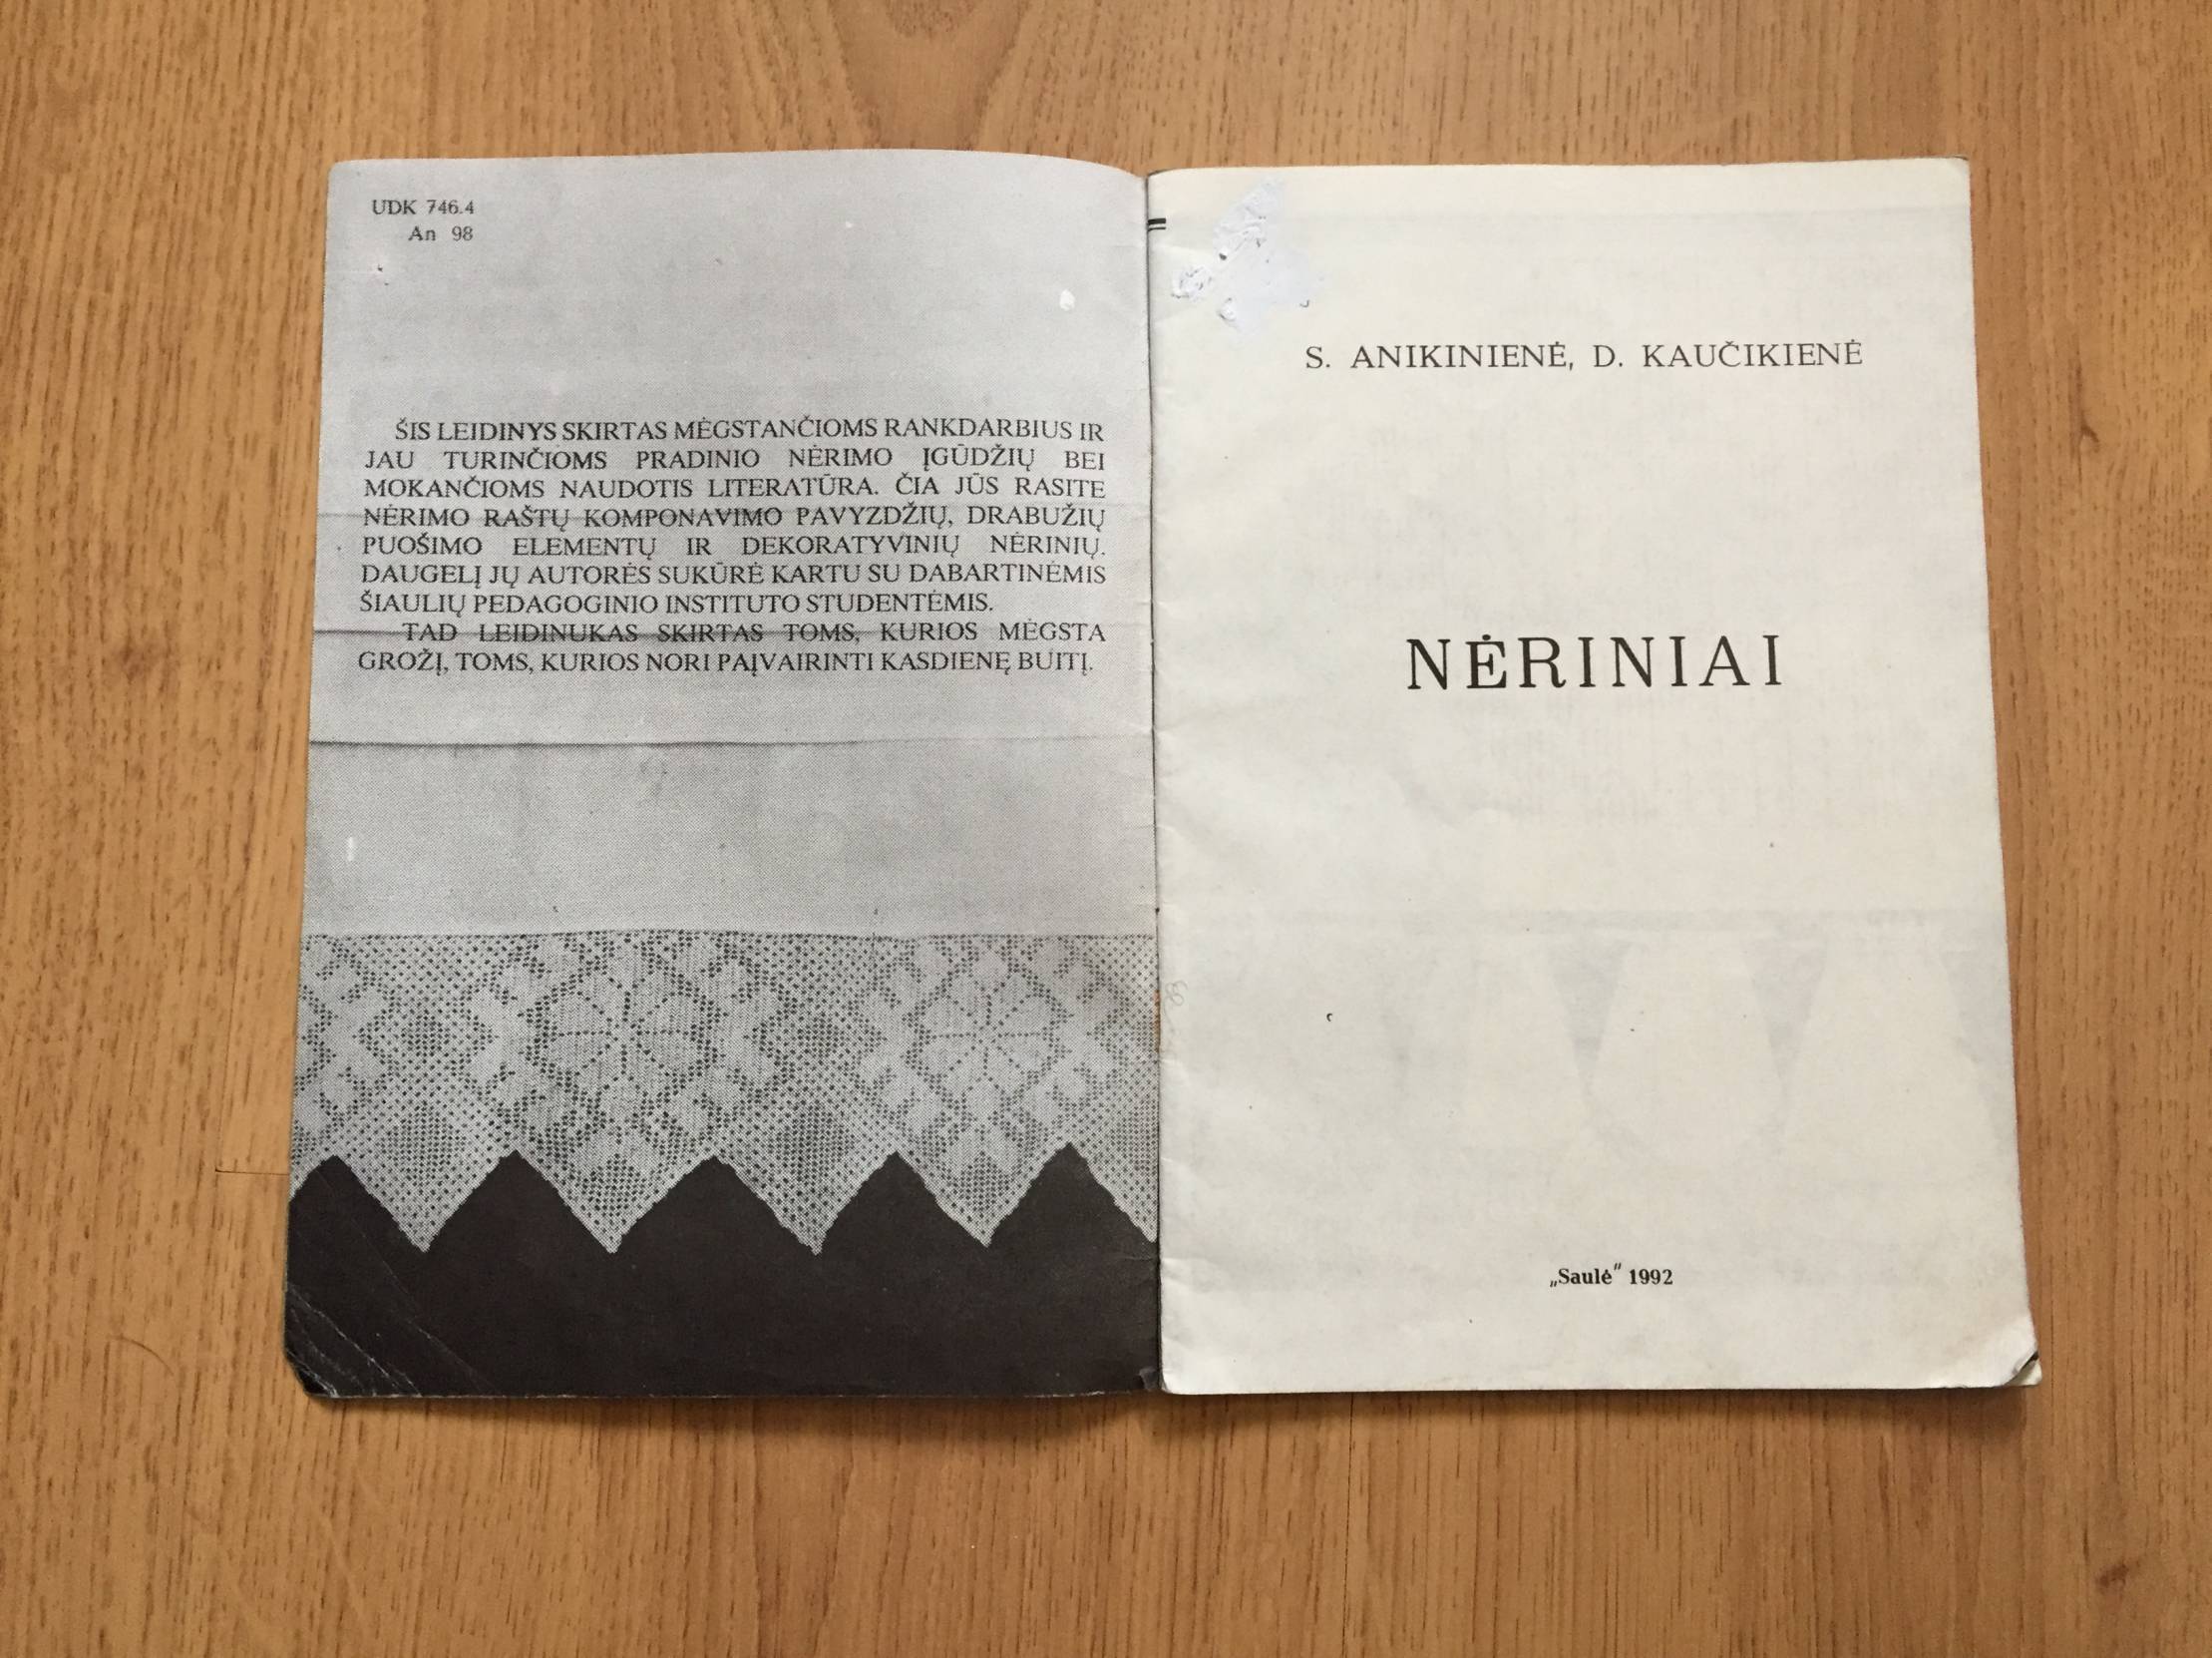 UDK 746.4
An 98
ŠIS LEIDINYS SKIRTAS MĖGSTANČIOMS RANKDARBIUS IR
JAU TURINČIOMS PRADINIO NĖRIMO ĮGŪDŽIŲ BEI
MOKANČIOMS NAUDOTIS LITERATŪRA. ČIA JŪS RASITE
NĖRIMO RAŠTŲ KOMPONAVIMO PAVYZDŽIŲ, DRABUŽIŲ
PUOŠIMO ELEMENTŲ IR DEKORATYVINIŲ NĖRINIŲ.
DAUGELĮ JŲ AUTORĖS SUKŪRĖ KARTU SU DABARTINĖMIS
ŠIAULIŲ PEDAGOGINIO INSTITUTO STUDENTĖMIS.
TAD LEIDINUKAS SKIRTAS TOMS, KURIOS MĖGSTA
GROŽĮ, TOMS, KURIOS NORI PAĮVAIRINTI KASDIENĘ BUITĮ.
S. ANIKINIENĖ, D. KAUČIKIENĖ
NĖRINIAI
„Saulė" 1992